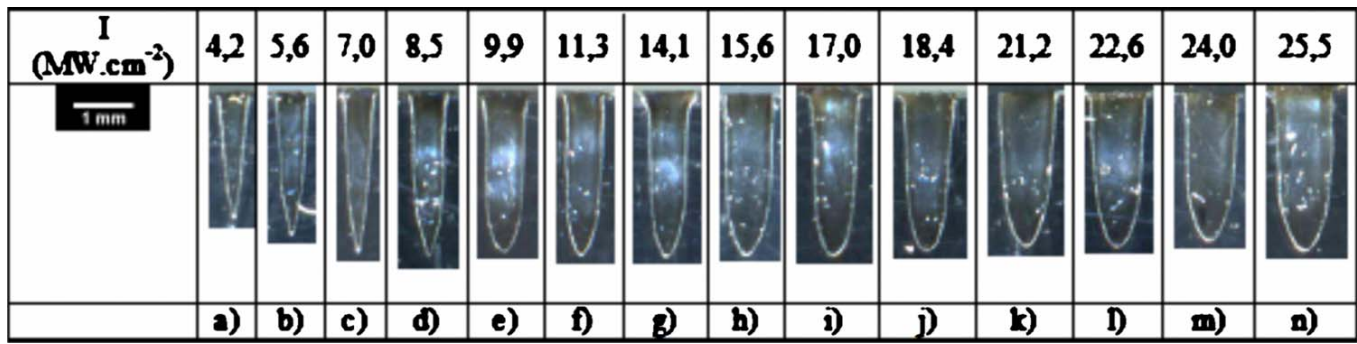 I
(MW.cm⁻²) 4,2 5,6 7,0 8,5 9,9 11,3 14,1 15,6 17,0 18,4 21,2 22,6 24,0 25,5
1 mm
a) b) c) d) e) f) g) h) i) j) k) l) m) n)